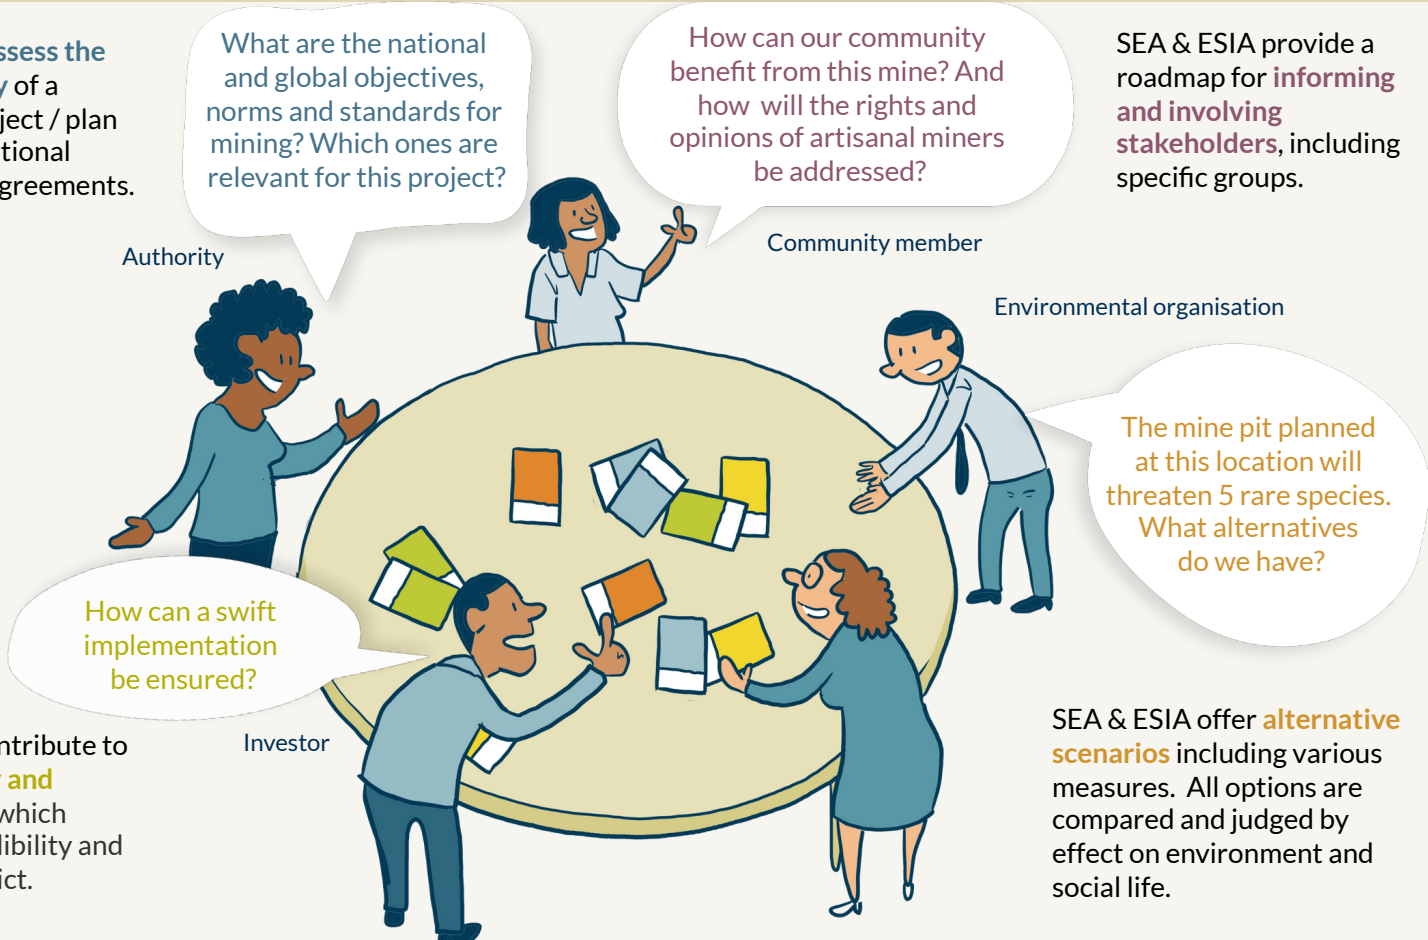 ssess the
of a
ject / plan
tional
greements.
What are the national
and global objectives,
norms and standards for
mining? Which ones are
relevant for this project?
Authority
How can our community
benefit from this mine? And
how will the rights and
opinions of artisanal miners
be addressed?
Community member
SEA & ESIA provide a
roadmap for informing
and involving
stakeholders, including
specific groups.
Environmental organisation
The mine pit planned
at this location will
threaten 5 rare species.
What alternatives
do we have?
How can a swift
implementation
be ensured?
Investor
ntribute to
and
which
libility and
ict.
SEA & ESIA offer alternative
scenarios including various
measures. All options are
compared and judged by
effect on environment and
social life.